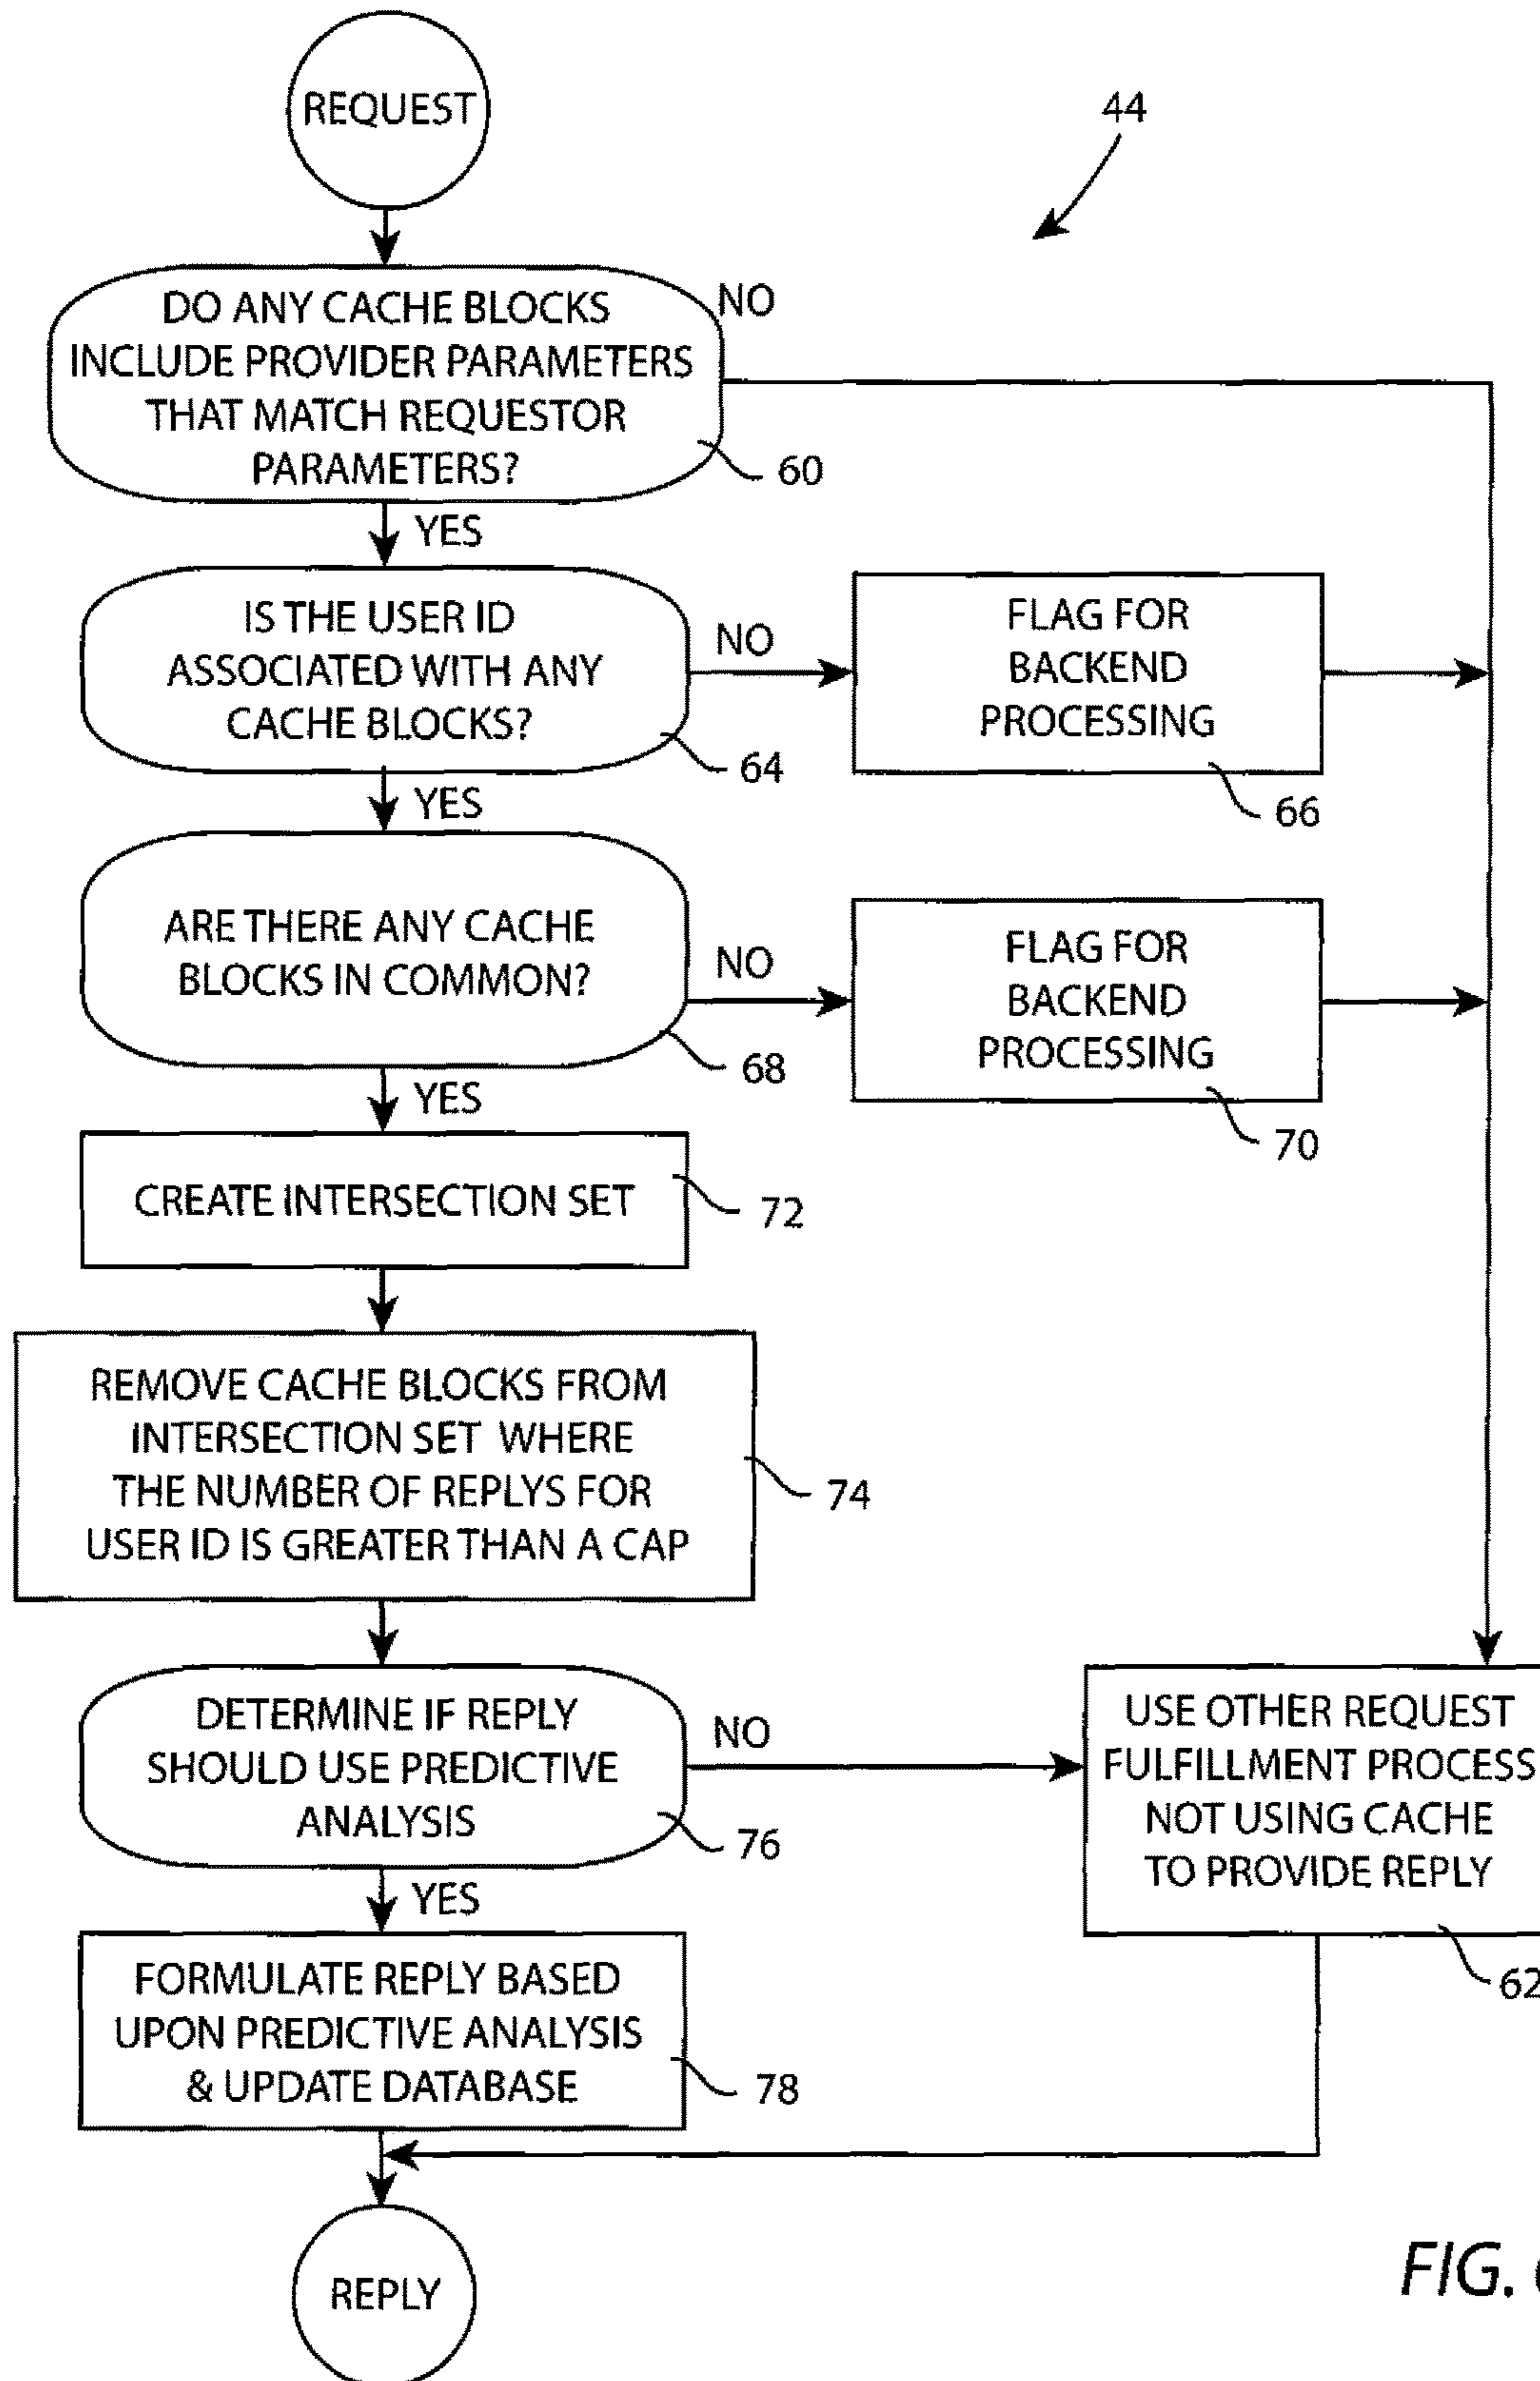 REQUEST
44
DO ANY CACHE BLOCKS
INCLUDE PROVIDER PARAMETERS
THAT MATCH REQUESTOR
PARAMETERS?
NO
60
YES
IS THE USER ID
ASSOCIATED WITH ANY
CACHE BLOCKS?
NO
64
FLAG FOR
BACKEND
PROCESSING
66
YES
ARE THERE ANY CACHE
BLOCKS IN COMMON?
NO
68
FLAG FOR
BACKEND
PROCESSING
70
YES
CREATE INTERSECTION SET
72
REMOVE CACHE BLOCKS FROM
INTERSECTION SET WHERE
THE NUMBER OF REPLYS FOR
USER ID IS GREATER THAN A CAP
74
DETERMINE IF REPLY
SHOULD USE PREDICTIVE
ANALYSIS
NO
76
USE OTHER REQUEST
FULFILLMENT PROCESS
NOT USING CACHE
TO PROVIDE REPLY
62
YES
FORMULATE REPLY BASED
UPON PREDICTIVE ANALYSIS
& UPDATE DATABASE
78
REPLY
FIG.